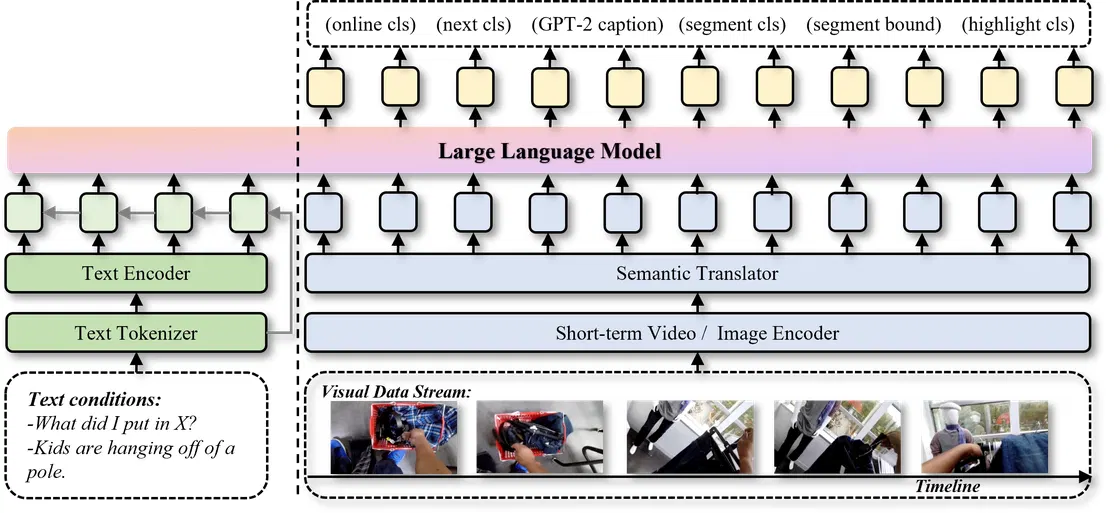 (online cls) (next cls) (GPT-2 caption) (segment cls) (segment bound) (highlight cls)
Large Language Model
Text Encoder
Semantic Translator
Text Tokenizer
Short-term Video / Image Encoder
Text conditions:
-What did I put in X?
-Kids are hanging off of a
pole.
Visual Data Stream:
Timeline